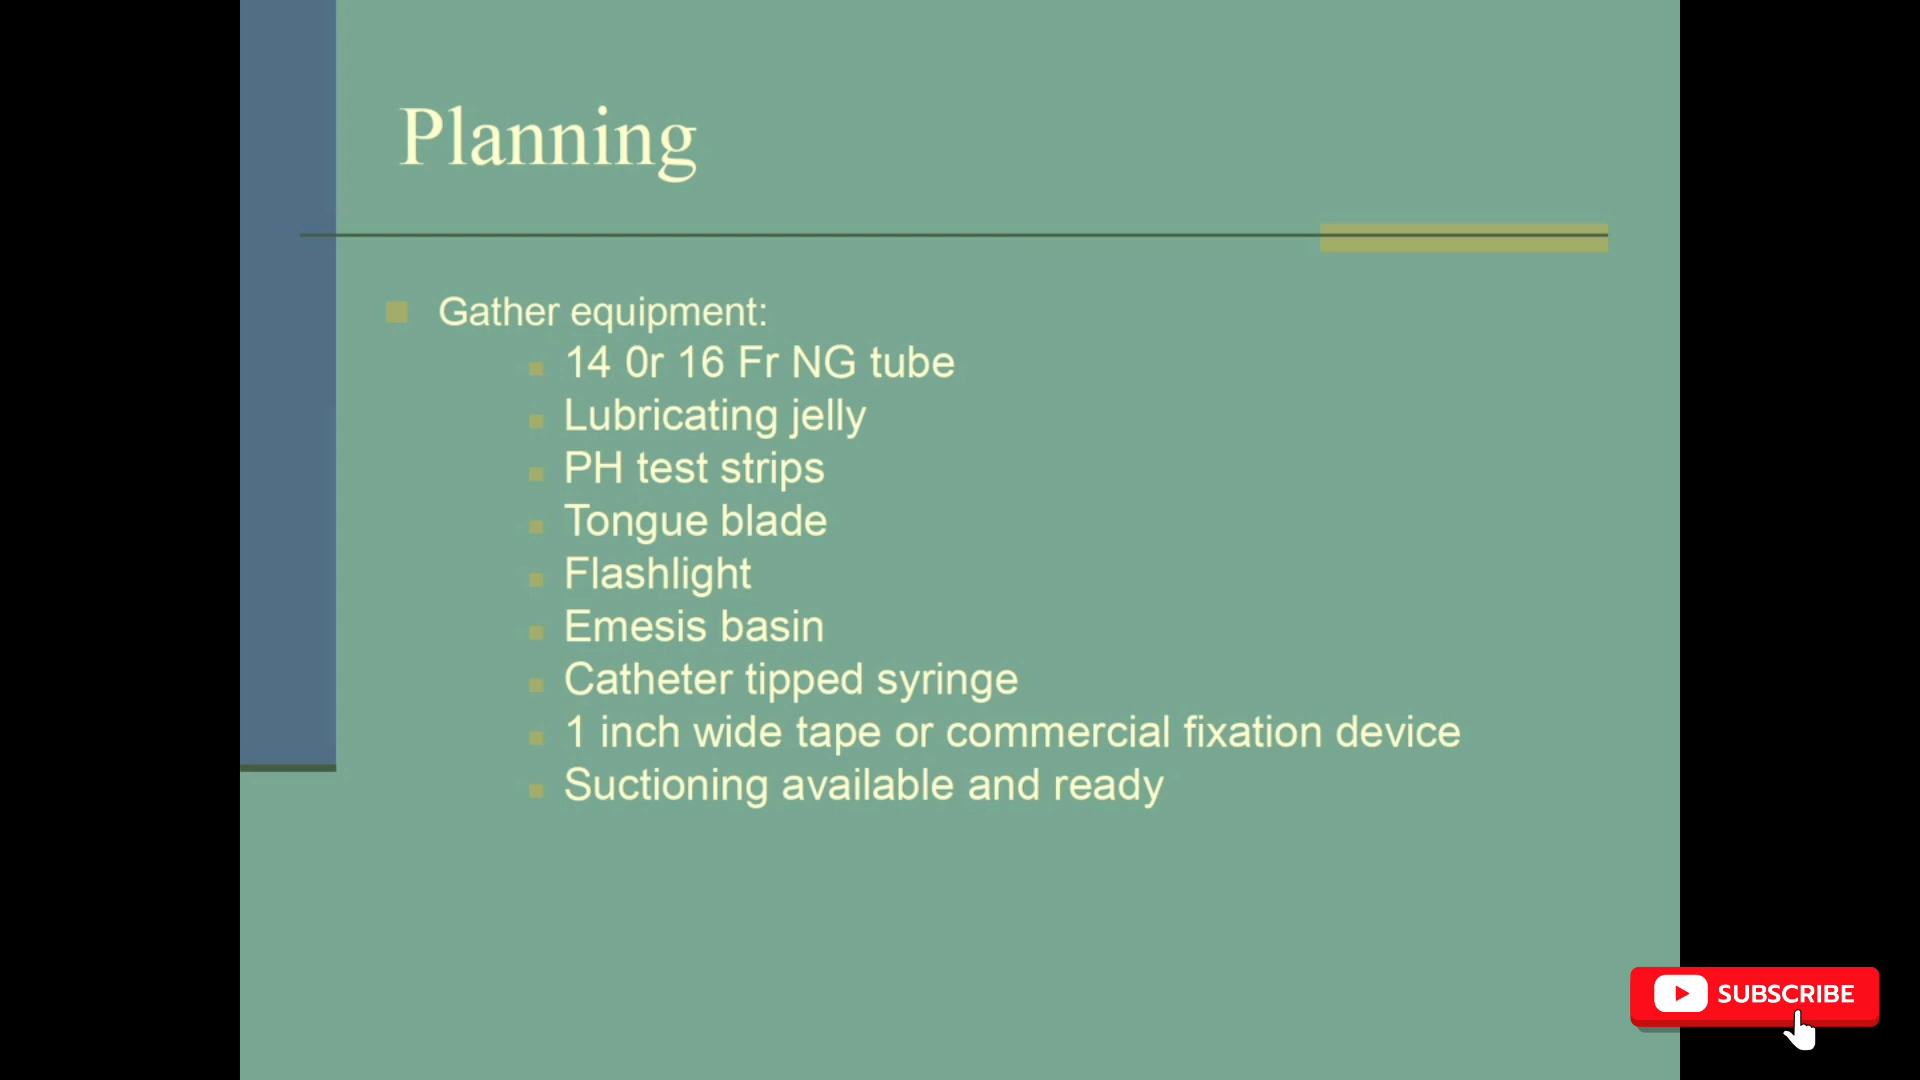 Planning
Gather equipment:
14 0r 16 Fr NG tube
Lubricating jelly
PH test strips
Tongue blade
Flashlight
Emesis basin
Catheter tipped syringe
1 inch wide tape or commercial fixation device
Suctioning available and ready
SUBSCRIBE